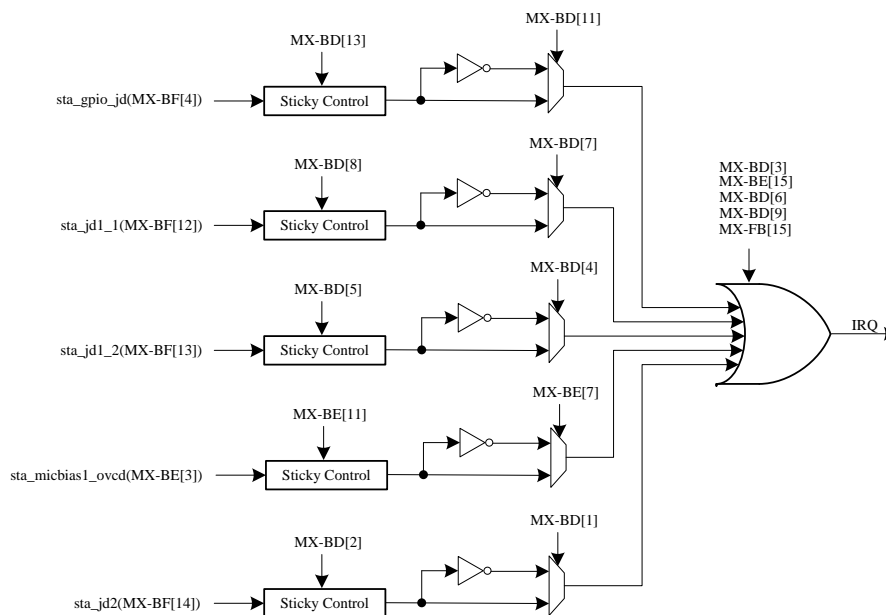 MX-BD[11]
MX-BD[13]
sta_gpio_jd(MX-BF[4])
Sticky Control
MX-BD[7]
MX-BD[8]
sta_jd1_1(MX-BF[12])
Sticky Control
MX-BD[3]
MX-BE[15]
MX-BD[6]
MX-BD[9]
MX-FB[15]
MX-BD[4]
MX-BD[5]
sta_jd1_2(MX-BF[13])
Sticky Control
IRQ
MX-BE[7]
MX-BE[11]
sta_micbias1_ovcd(MX-BE[3])
Sticky Control
MX-BD[1]
MX-BD[2]
sta_jd2(MX-BF[14])
Sticky Control